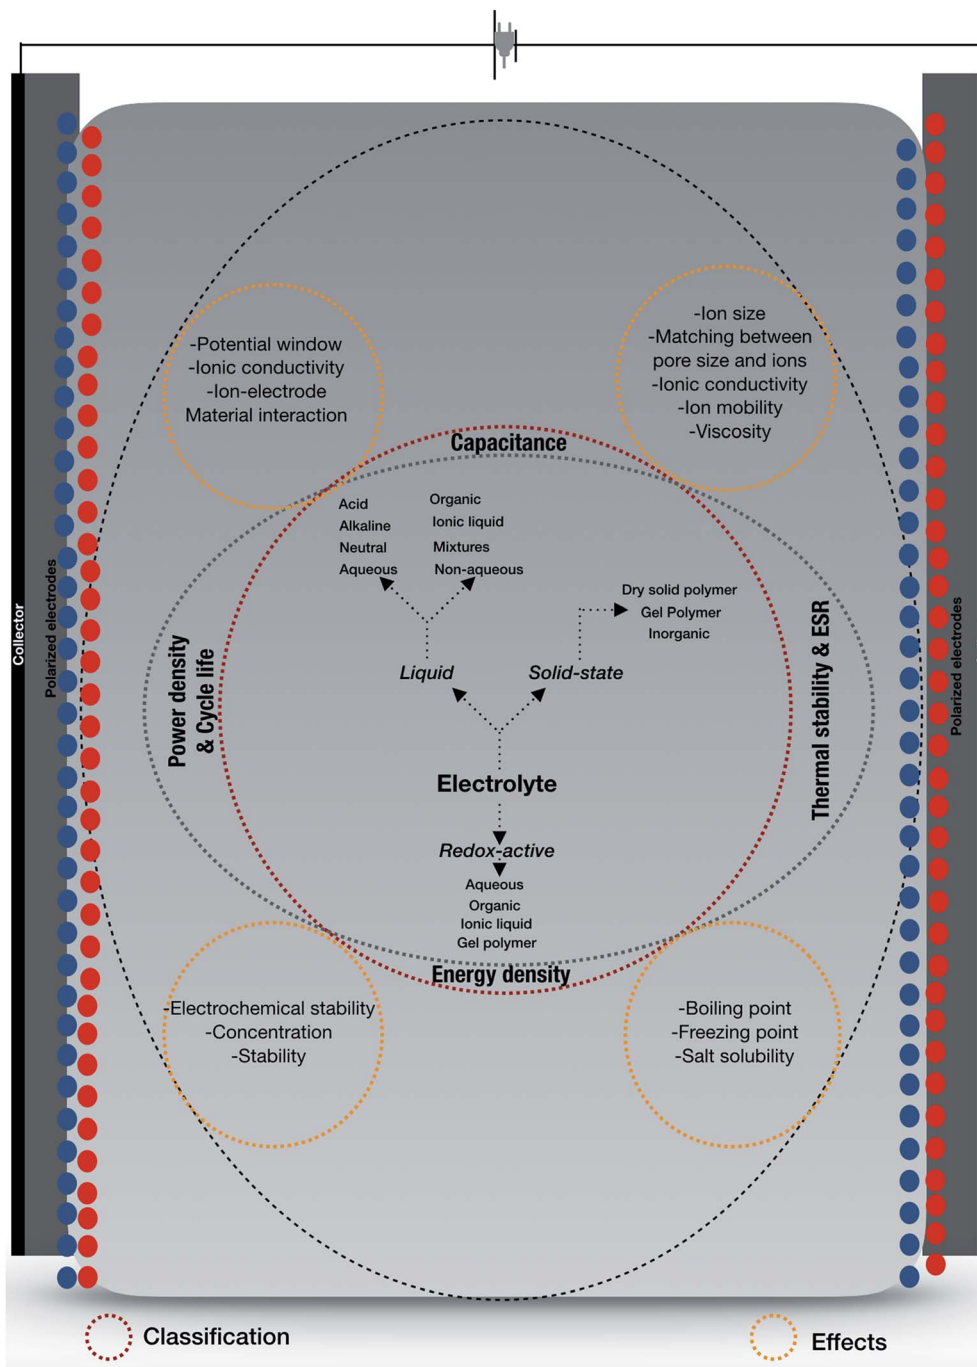 -Potential window
-Ionic conductivity
-Ion-electrode
Material interaction
-Ion size
-Matching between
pore size and ions
-Ionic conductivity
-Ion mobility
-Viscosity
Capacitance
Acid
Alkaline
Neutral
Aqueous
Organic
Ionic liquid
Mixtures
Non-aqueous
Dry solid polymer
Gel Polymer
Inorganic
Liquid
Solid-state
Collector
Polarized electrodes
Power density
& Cycle life
Thermal stability & ESR
Polarized electrodes
Electrolyte
Redox-active
Aqueous
Organic
Ionic liquid
Gel polymer
Energy density
-Electrochemical stability
-Concentration
-Stability
-Boiling point
-Freezing point
-Salt solubility
Classification
Effects